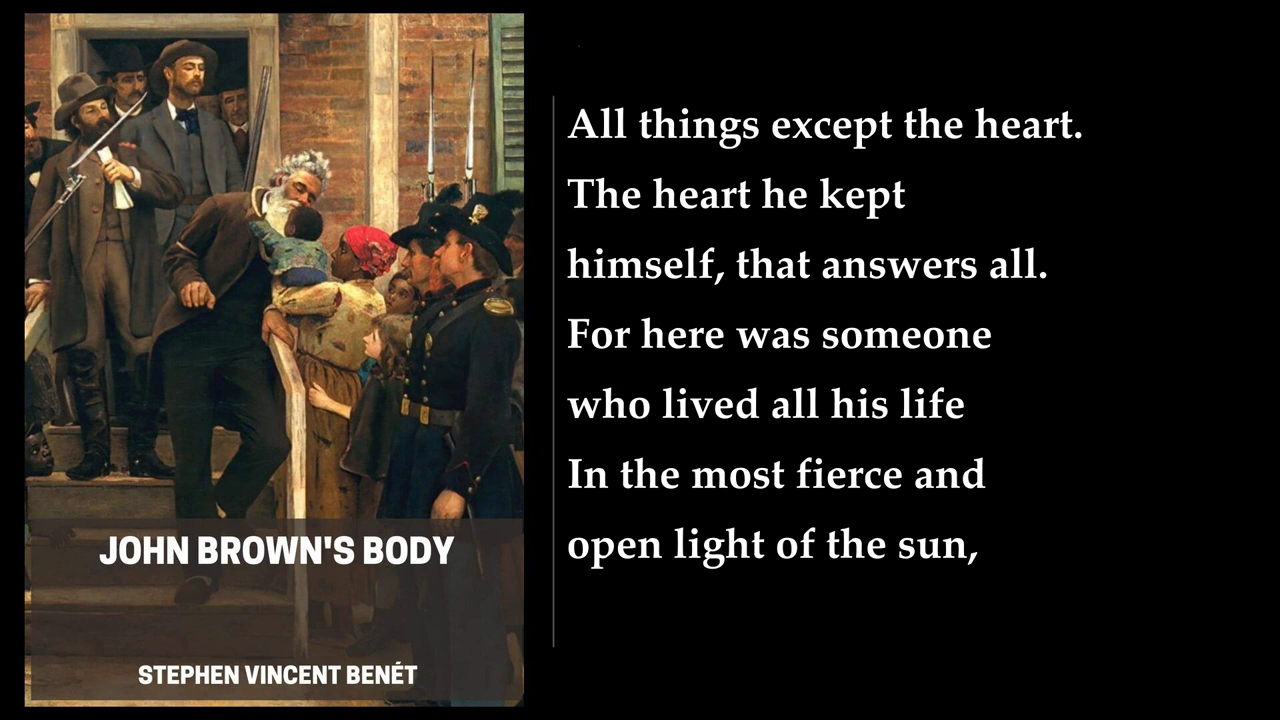 JOHN BROWN'S BODY
STEPHEN VINCENT BENÉT
All things except the heart.
The heart he kept
himself, that answers all.
For here was someone
who lived all his life
In the most fierce and
open light of the sun,